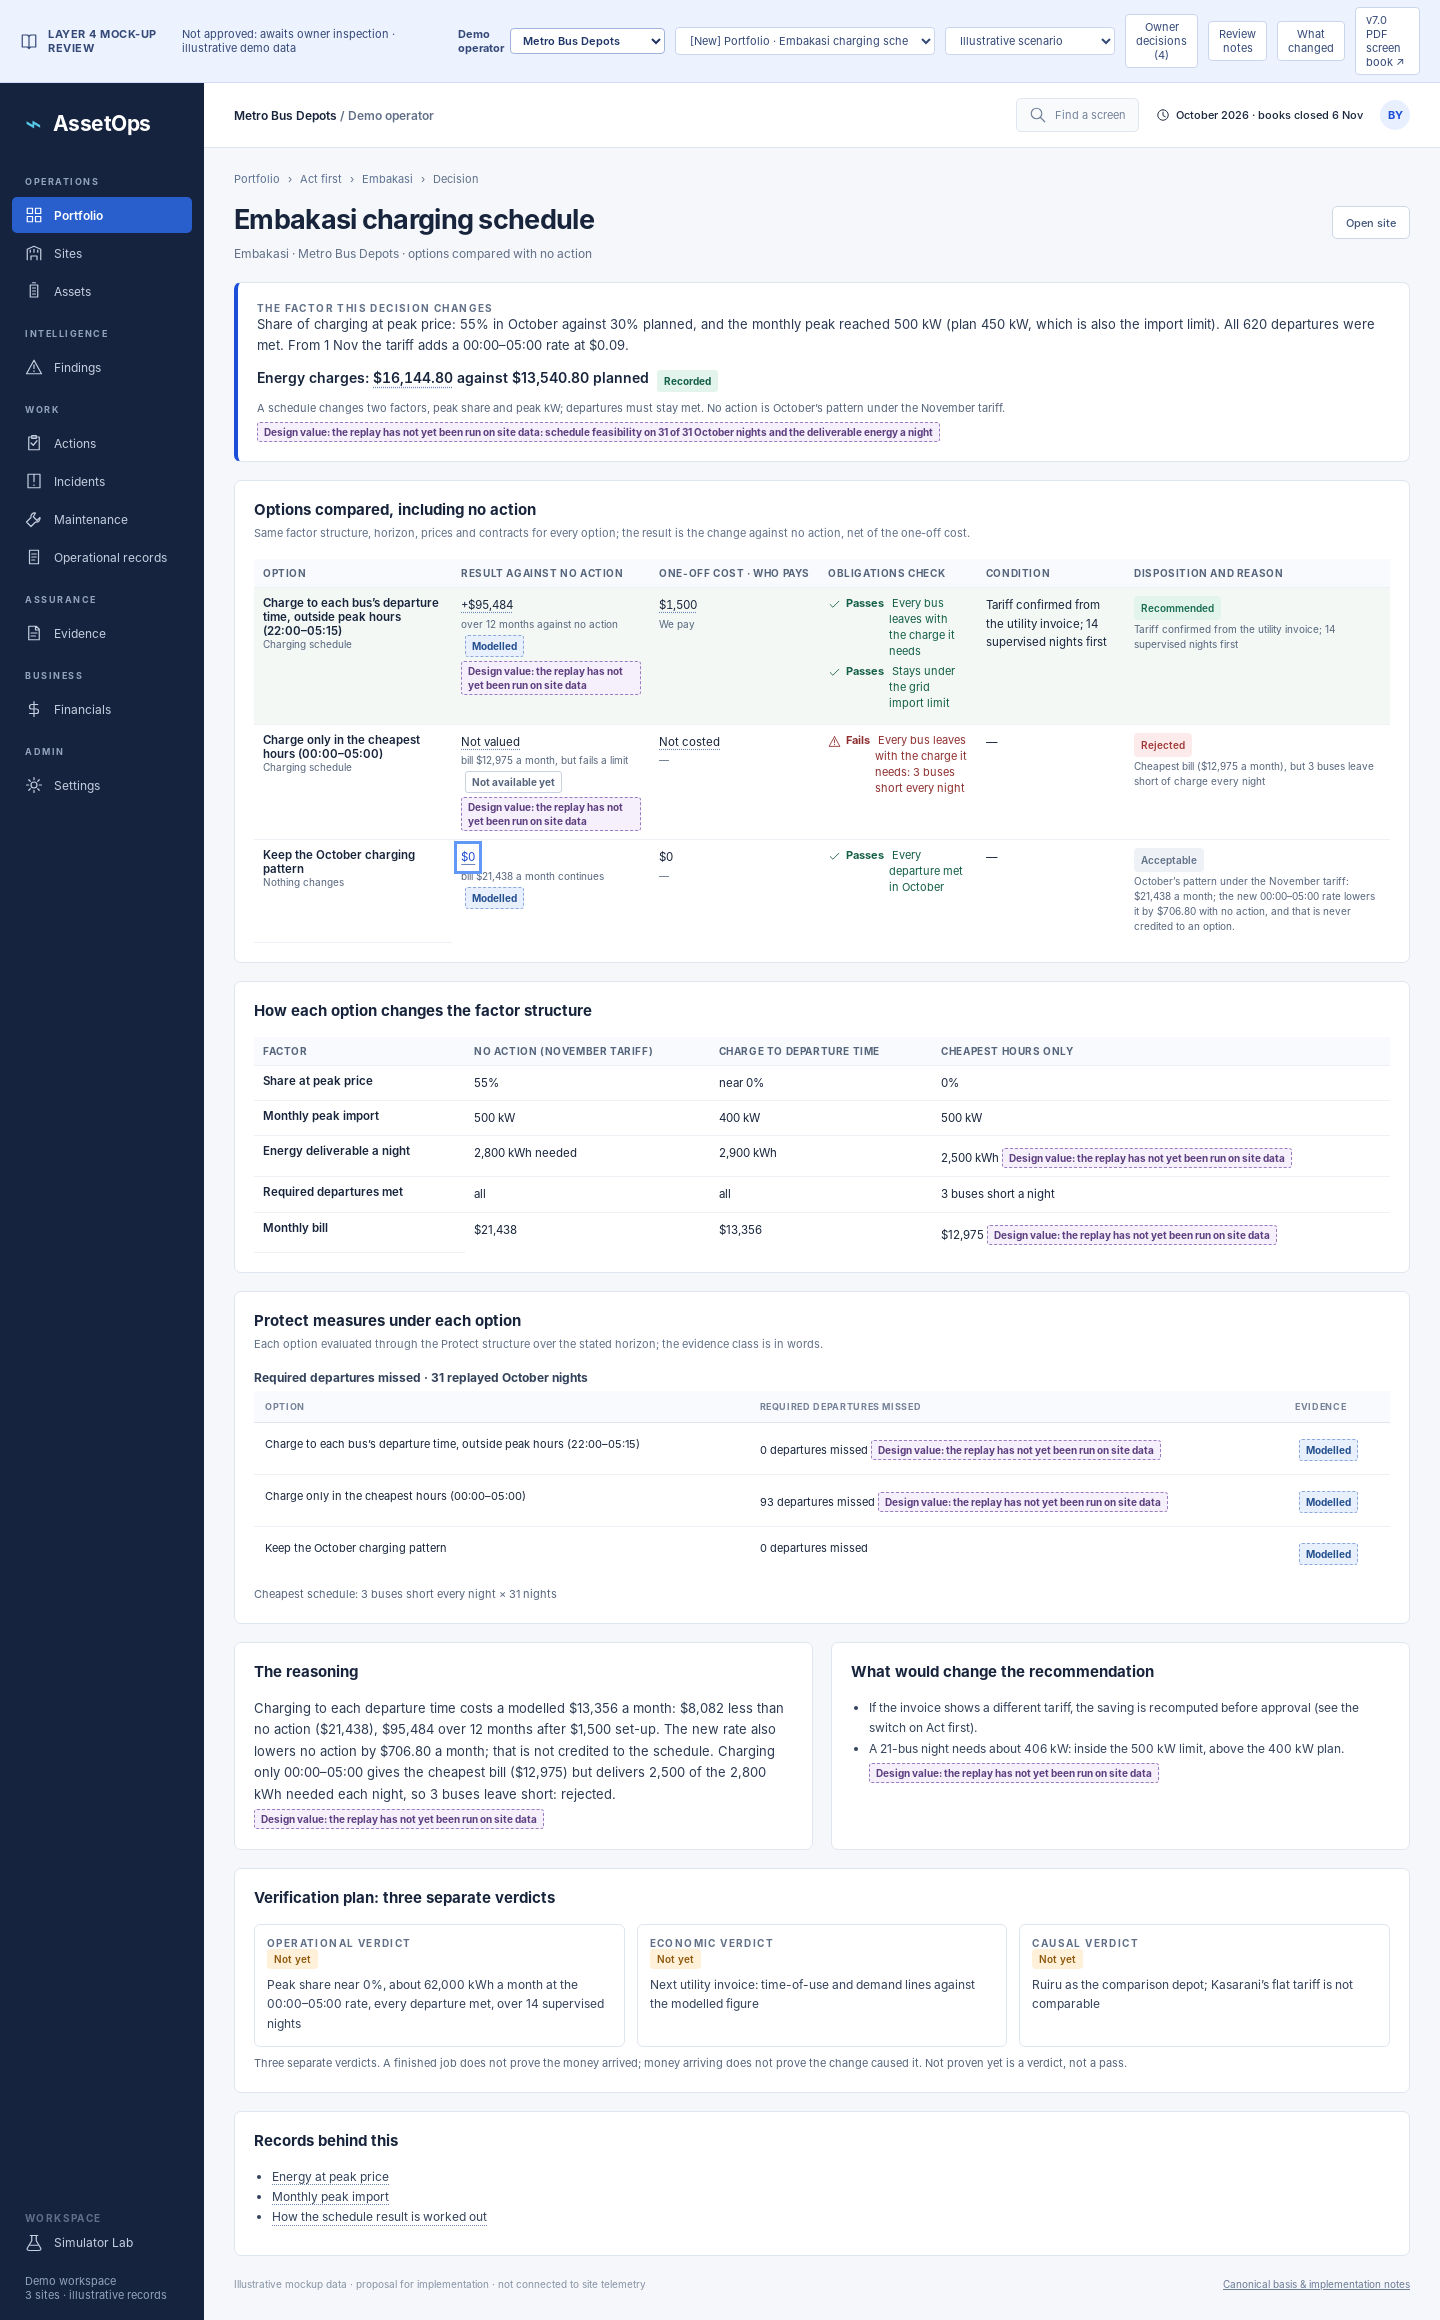 LAYER 4 MOCK-UP REVIEW
Not approved: awaits owner inspection · illustrative demo data
Demo operator
Metro Bus Depots
[New] Portfolio · Embakasi charging sche
Illustrative scenario
Owner decisions (4)
Review notes
What changed
v7.0 PDF screen book ↗
AssetOps
OPERATIONS
Portfolio
Sites
Assets
INTELLIGENCE
Findings
WORK
Actions
Incidents
Maintenance
Operational records
ASSURANCE
Evidence
BUSINESS
Financials
ADMIN
Settings
WORKSPACE
Simulator Lab
Demo workspace
3 sites · illustrative records
Metro Bus Depots / Demo operator
Find a screen
October 2026 · books closed 6 Nov
BY
Portfolio › Act first › Embakasi › Decision
Embakasi charging schedule
Open site
Embakasi · Metro Bus Depots · options compared with no action
THE FACTOR THIS DECISION CHANGES
Share of charging at peak price: 55% in October against 30% planned, and the monthly peak reached 500 kW (plan 450 kW, which is also the import limit). All 620 departures were
met. From 1 Nov the tariff adds a 00:00–05:00 rate at $0.09.
Energy charges: $16,144.80 against $13,540.80 planned Recorded
A schedule changes two factors, peak share and peak kW; departures must stay met. No action is October's pattern under the November tariff.
Design value: the replay has not yet been run on site data: schedule feasibility on 31 of 31 October nights and the deliverable energy a night
Options compared, including no action
Same factor structure, horizon, prices and contracts for every option; the result is the change against no action, net of the one-off cost.
OPTION RESULT AGAINST NO ACTION ONE-OFF COST · WHO PAYS OBLIGATIONS CHECK CONDITION DISPOSITION AND REASON
Charge to each bus's departure time, outside peak hours (22:00–05:15)
Charging schedule
+$95,484
over 12 months against no action
Modelled
Design value: the replay has not yet been run on site data
$1,500
We pay
Passes Every bus leaves with the charge it needs
Passes Stays under the grid import limit
Tariff confirmed from the utility invoice; 14 supervised nights first
Recommended
Tariff confirmed from the utility invoice; 14 supervised nights first
Charge only in the cheapest hours (00:00–05:00)
Charging schedule
Not valued
bill $12,975 a month, but fails a limit
Not available yet
Design value: the replay has not yet been run on site data
Not costed
—
Fails Every bus leaves with the charge it needs: 3 buses short every night
—
Rejected
Cheapest bill ($12,975 a month), but 3 buses leave short of charge every night
Keep the October charging pattern
Nothing changes
$0
bill $21,438 a month continues
Modelled
$0
—
Passes Every departure met in October
—
Acceptable
October's pattern under the November tariff: $21,438 a month; the new 00:00–05:00 rate lowers it by $706.80 with no action, and that is never credited to an option.
How each option changes the factor structure
FACTOR NO ACTION (NOVEMBER TARIFF) CHARGE TO DEPARTURE TIME CHEAPEST HOURS ONLY
Share at peak price 55% near 0% 0%
Monthly peak import 500 kW 400 kW 500 kW
Energy deliverable a night 2,800 kWh needed 2,900 kWh 2,500 kWh Design value: the replay has not yet been run on site data
Required departures met all all 3 buses short a night
Monthly bill $21,438 $13,356 $12,975 Design value: the replay has not yet been run on site data
Protect measures under each option
Each option evaluated through the Protect structure over the stated horizon; the evidence class is in words.
Required departures missed · 31 replayed October nights
OPTION REQUIRED DEPARTURES MISSED EVIDENCE
Charge to each bus's departure time, outside peak hours (22:00–05:15) 0 departures missed Design value: the replay has not yet been run on site data Modelled
Charge only in the cheapest hours (00:00–05:00) 93 departures missed Design value: the replay has not yet been run on site data Modelled
Keep the October charging pattern 0 departures missed Modelled
Cheapest schedule: 3 buses short every night × 31 nights
The reasoning
Charging to each departure time costs a modelled $13,356 a month: $8,082 less than
no action ($21,438), $95,484 over 12 months after $1,500 set-up. The new rate also
lowers no action by $706.80 a month; that is not credited to the schedule. Charging
only 00:00–05:00 gives the cheapest bill ($12,975) but delivers 2,500 of the 2,800
kWh needed each night, so 3 buses leave short: rejected.
Design value: the replay has not yet been run on site data
What would change the recommendation
If the invoice shows a different tariff, the saving is recomputed before approval (see the
switch on Act first).
A 21-bus night needs about 406 kW: inside the 500 kW limit, above the 400 kW plan.
Design value: the replay has not yet been run on site data
Verification plan: three separate verdicts
OPERATIONAL VERDICT
Not yet
Peak share near 0%, about 62,000 kWh a month at the
00:00–05:00 rate, every departure met, over 14 supervised
nights
ECONOMIC VERDICT
Not yet
Next utility invoice: time-of-use and demand lines against
the modelled figure
CAUSAL VERDICT
Not yet
Ruiru as the comparison depot; Kasarani's flat tariff is not
comparable
Three separate verdicts. A finished job does not prove the money arrived; money arriving does not prove the change caused it. Not proven yet is a verdict, not a pass.
Records behind this
Energy at peak price
Monthly peak import
How the schedule result is worked out
Illustrative mockup data · proposal for implementation · not connected to site telemetry
Canonical basis & implementation notes